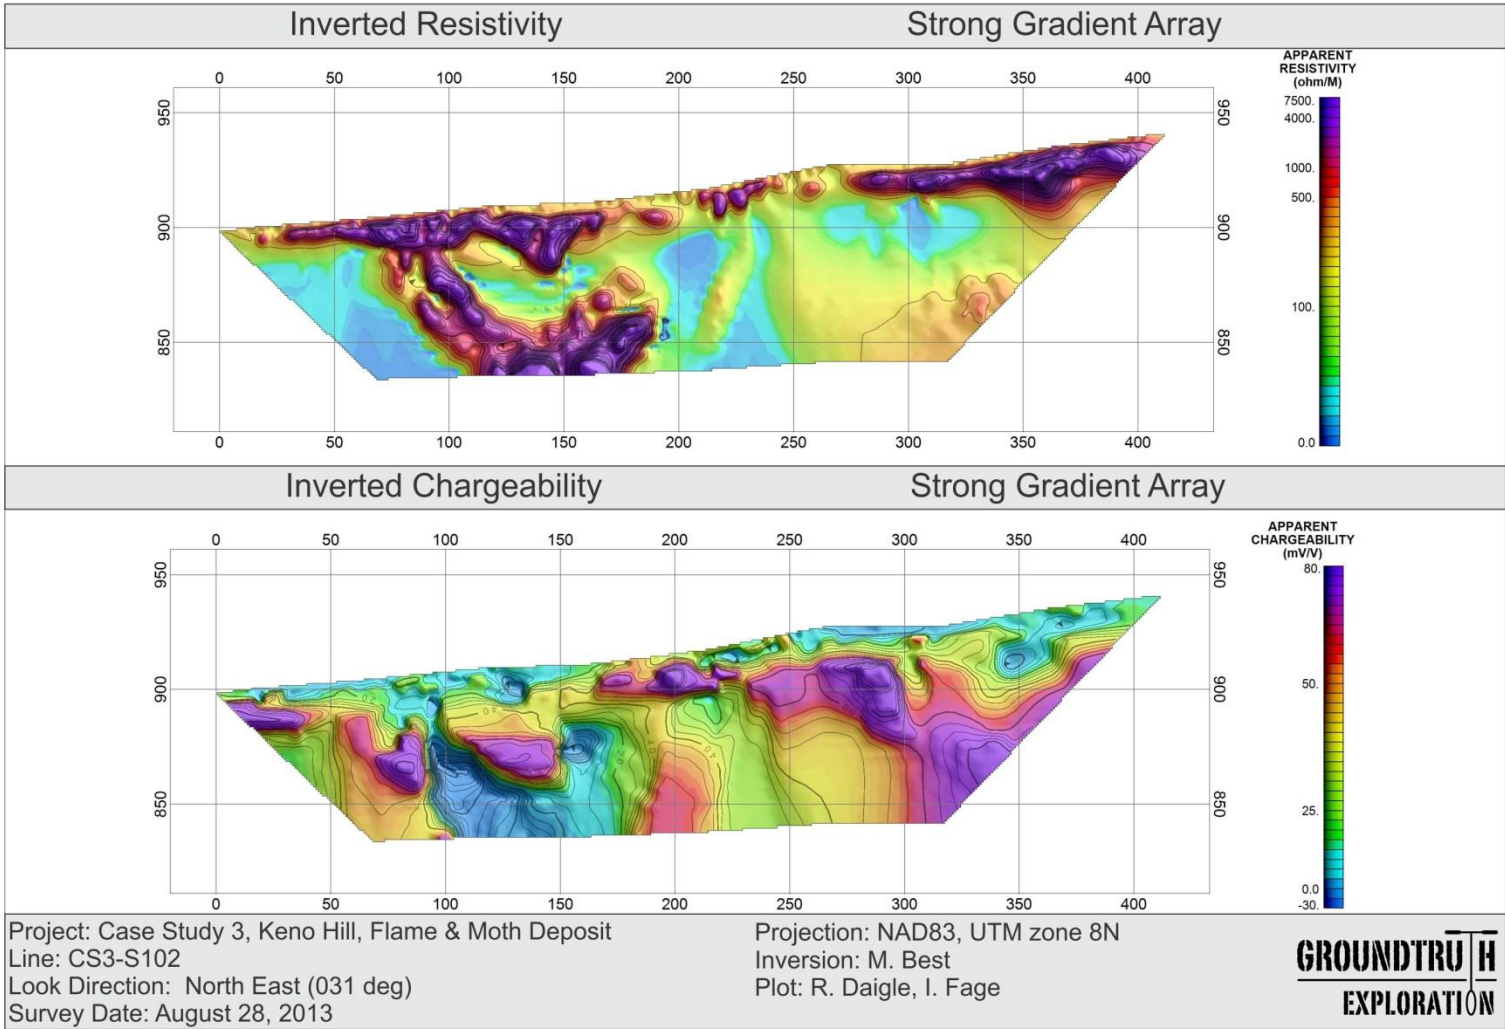 Inverted Resistivity Strong Gradient Array
APPARENT
RESISTIVITY
(ohm/M)
0 50 100 150 200 250 300 350 400
950 950
900 900
850 850
0 50 100 150 200 250 300 350 400
7500.
4000.
1000.
500.
100.
0.0
Inverted Chargeability Strong Gradient Array
APPARENT
CHARGEABILITY
(mV/V)
0 50 100 150 200 250 300 350 400
950 950
900 900
850 850
50 100 150 200 250 300 350 400
80.
50.
25.
0.0
-30.
Project: Case Study 3, Keno Hill, Flame & Moth Deposit
Line: CS3-S102
Look Direction: North East (031 deg)
Survey Date: August 28, 2013
Projection: NAD83, UTM zone 8N
Inversion: M. Best
Plot: R. Daigle, I. Fage
GROUNDTRUTH
EXPLORATION